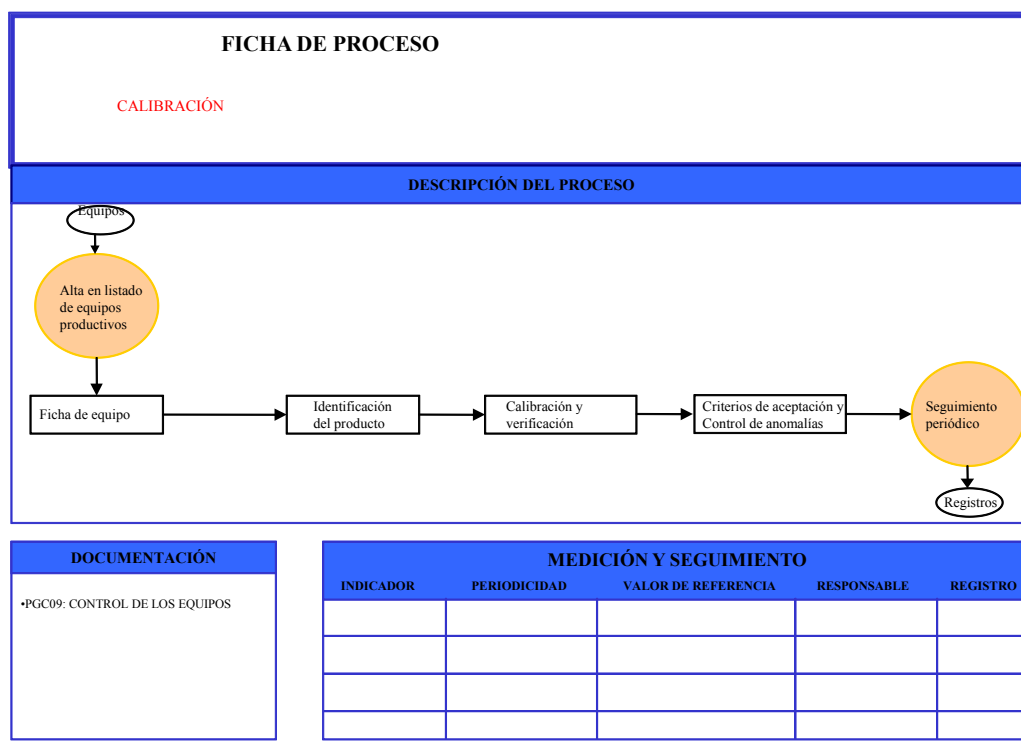 FICHA DE PROCESO
CALIBRACIÓN
DESCRIPCIÓN DEL PROCESO
Equipos
Alta en listado
de equipos
productivos
Ficha de equipo
Identificación
del producto
Calibración y
verificación
Criterios de aceptación y
Control de anomalías
Seguimiento
periódico
Registros
DOCUMENTACIÓN
•PGC09: CONTROL DE LOS EQUIPOS
MEDICIÓN Y SEGUIMIENTO
INDICADOR PERIODICIDAD VALOR DE REFERENCIA RESPONSABLE REGISTRO